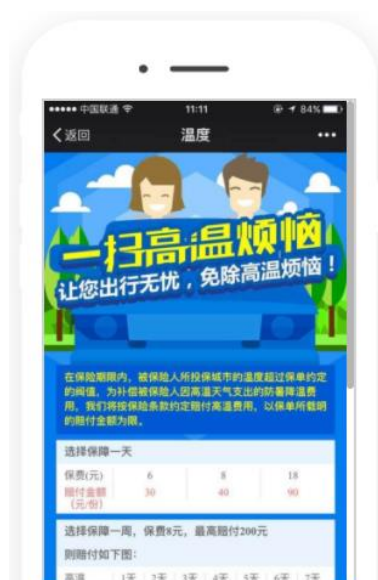 中国联通 11:11 84%
返回 温度
一扫高温烦恼
让您出行无忧，免除高温烦恼！
在保险期限内，被保险人所投保城市的温度超过保单约定
的阀值，为补偿被保险人因高温天气支出的防暑降温费
用，我们将按保险条款约定赔付高温费用，以保单所载明
的赔付金额为限。
选择保障一天
保费(元) 6 8 18
赔付金额 30 40 90
(元/份)
选择保障一周，保费8元，最高赔付200元
则赔付如下图：
高温 1天 2天 3天 4天 5天 6天 7天